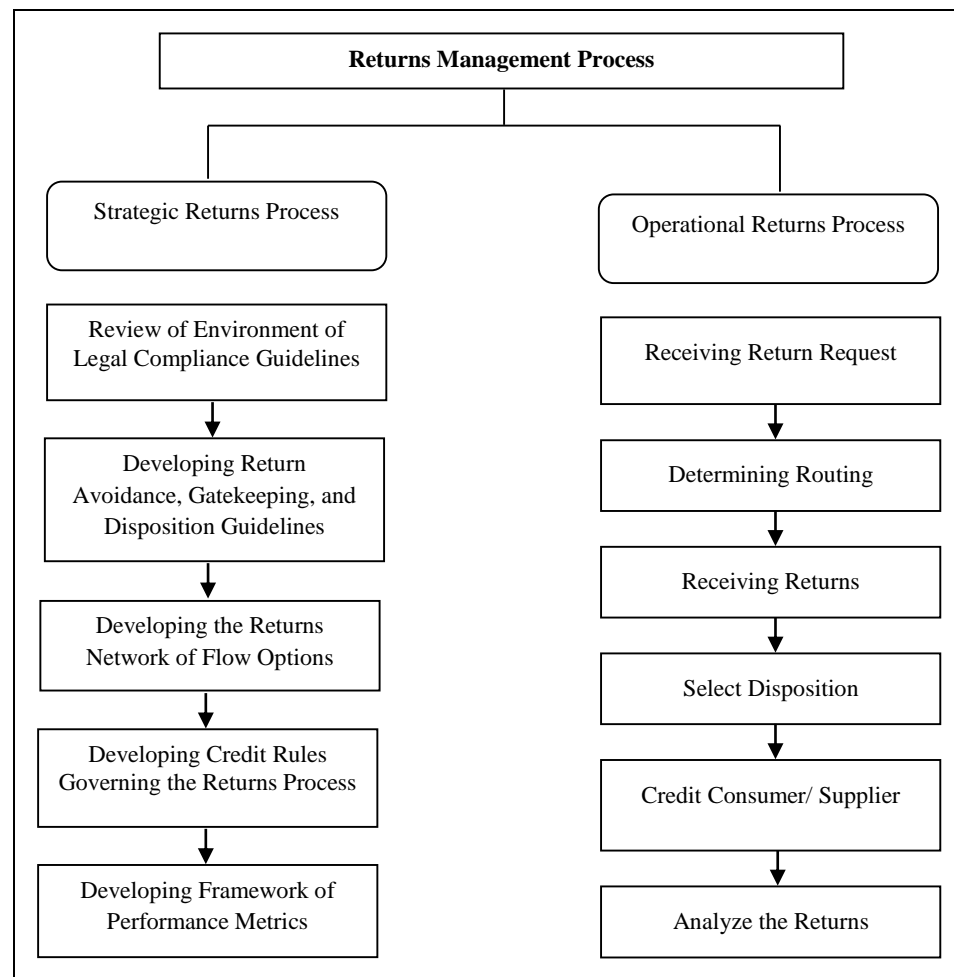 Returns Management Process
Strategic Returns Process
Review of Environment of
Legal Compliance Guidelines
Developing Return
Avoidance, Gatekeeping, and
Disposition Guidelines
Developing the Returns
Network of Flow Options
Developing Credit Rules
Governing the Returns Process
Developing Framework of
Performance Metrics
Operational Returns Process
Receiving Return Request
Determining Routing
Receiving Returns
Select Disposition
Credit Consumer/ Supplier
Analyze the Returns